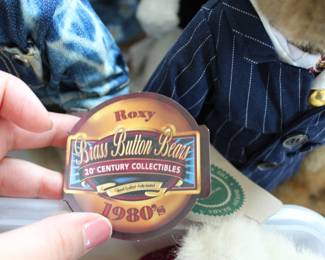 Roxy
Brass Button Bears
20th CENTURY COLLECTIBLES
1980's